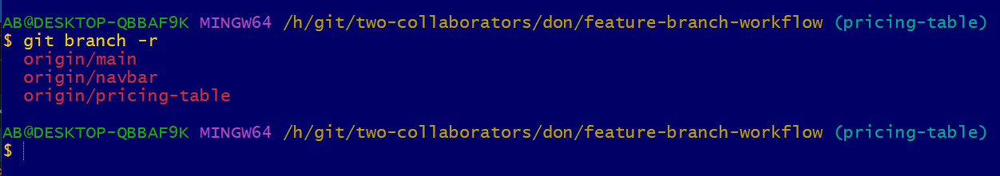 AB@DESKTOP-QBBAF9K MINGW64 /h/git/two-collaborators/don/feature-branch-workflow (pricing-table)
$ git branch -r
  origin/main
  origin/navbar
  origin/pricing-table

AB@DESKTOP-QBBAF9K MINGW64 /h/git/two-collaborators/don/feature-branch-workflow (pricing-table)
$